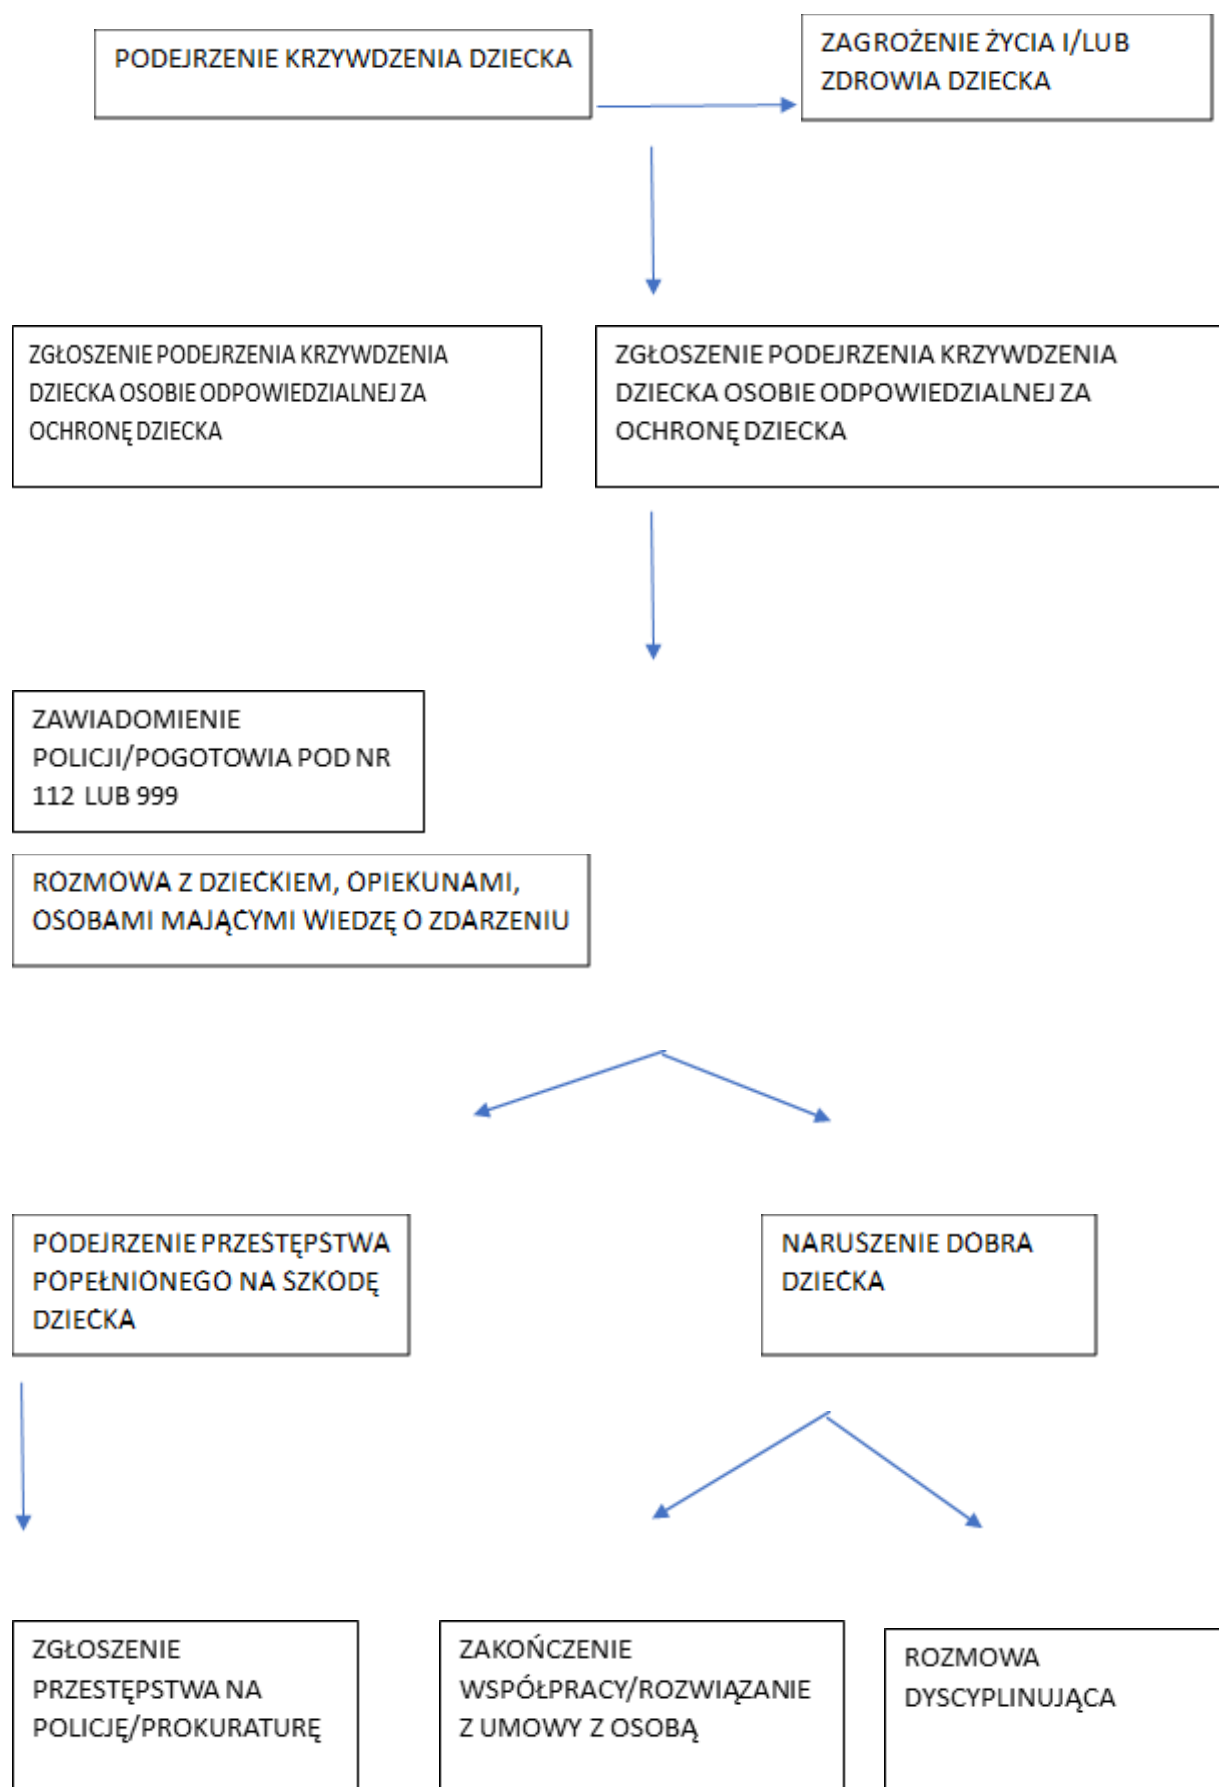 PODEJRZENIE KRZYWDZENIA DZIECKA
ZAGROŻENIE ŻYCIA I/LUB
ZDROWIA DZIECKA
ZGŁOSZENIE PODEJRZENIA KRZYWDZENIA
DZIECKA OSOBIE ODPOWIEDZIALNEJ ZA
OCHRONĘ DZIECKA
ZGŁOSZENIE PODEJRZENIA KRZYWDZENIA
DZIECKA OSOBIE ODPOWIEDZIALNEJ ZA
OCHRONĘ DZIECKA
ZAWIADOMIENIE
POLICJI/POGOTOWIA POD NR
112 LUB 999
ROZMOWA Z DZIECKIEM, OPIEKUNAMI,
OSOBAMI MAJĄCYMI WIEDZĘ O ZDARZENIU
PODEJRZENIE PRZESTĘPSTWA
POPEŁNIONEGO NA SZKODĘ
DZIECKA
NARUSZENIE DOBRA
DZIECKA
ZGŁOSZENIE
PRZESTĘPSTWA NA
POLICJĘ/PROKURATURĘ
ZAKOŃCZENIE
WSPÓŁPRACY/ROZWIĄZANIE
Z UMOWY Z OSOBĄ
ROZMOWA
DYSCYPLINUJĄCA